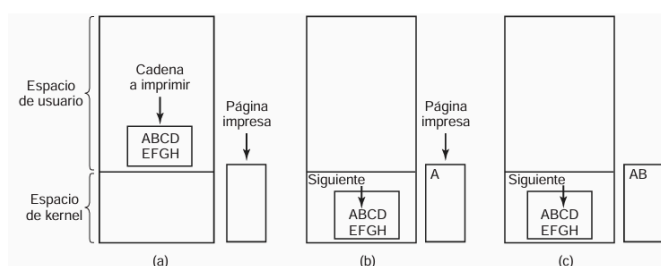 Espacio
de usuario
Cadena
a imprimir
ABCD
EFGH
Página
impresa
Espacio
de kernel
(a)
Siguiente
ABCD
EFGH
Página
impresa
A
(b)
Siguiente
ABCD
EFGH
AB
(c)